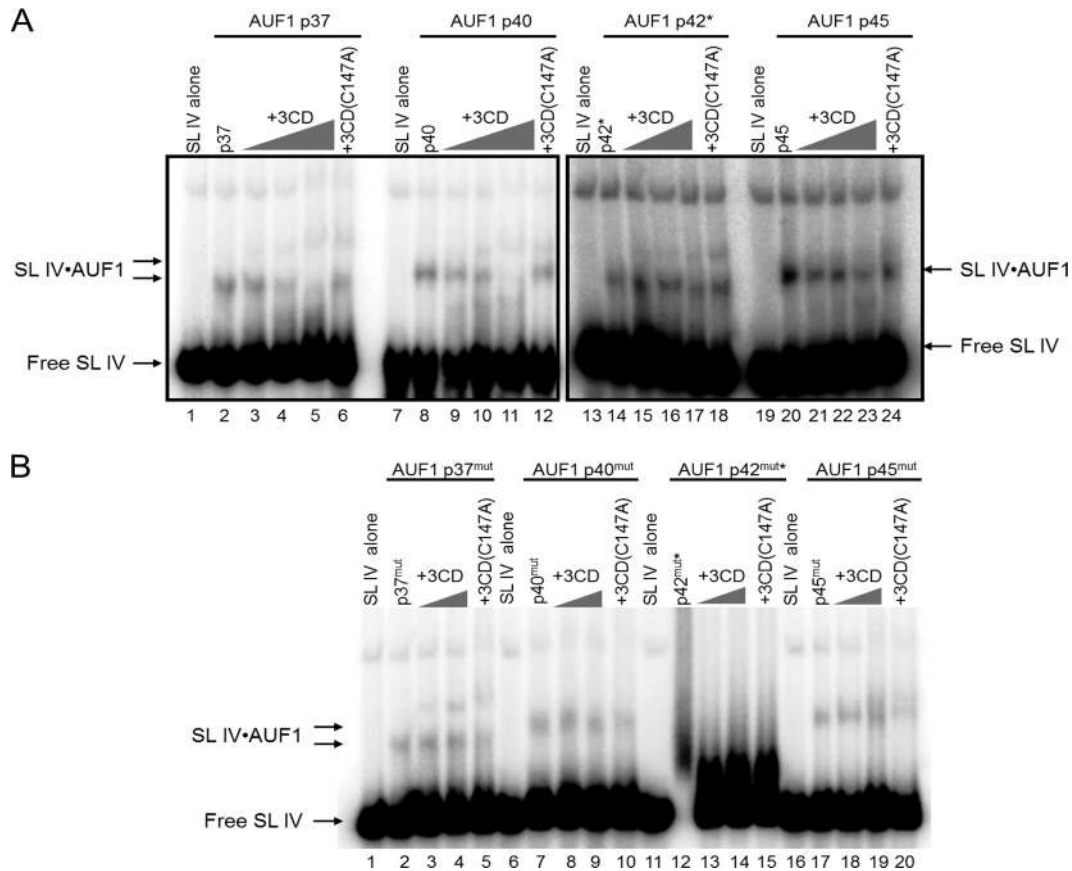 A
AUF1 p37 AUF1 p40 AUF1 p42* AUF1 p45
SL IV alone p37 +3CD +3CD(C147A) SL IV alone p40 +3CD +3CD(C147A) SL IV alone p42* +3CD +3CD(C147A) SL IV alone p45 +3CD +3CD(C147A)
SL IV•AUF1 SL IV•AUF1
Free SL IV Free SL IV
1 2 3 4 5 6 7 8 9 10 11 12 13 14 15 16 17 18 19 20 21 22 23 24
B
AUF1 p37mut AUF1 p40mut AUF1 p42mut* AUF1 p45mut
SL IV alone p37mut +3CD +3CD(C147A) SL IV alone p40mut +3CD +3CD(C147A) SL IV alone p42mut* +3CD +3CD(C147A) SL IV alone p45mut +3CD +3CD(C147A)
SL IV•AUF1
Free SL IV
1 2 3 4 5 6 7 8 9 10 11 12 13 14 15 16 17 18 19 20